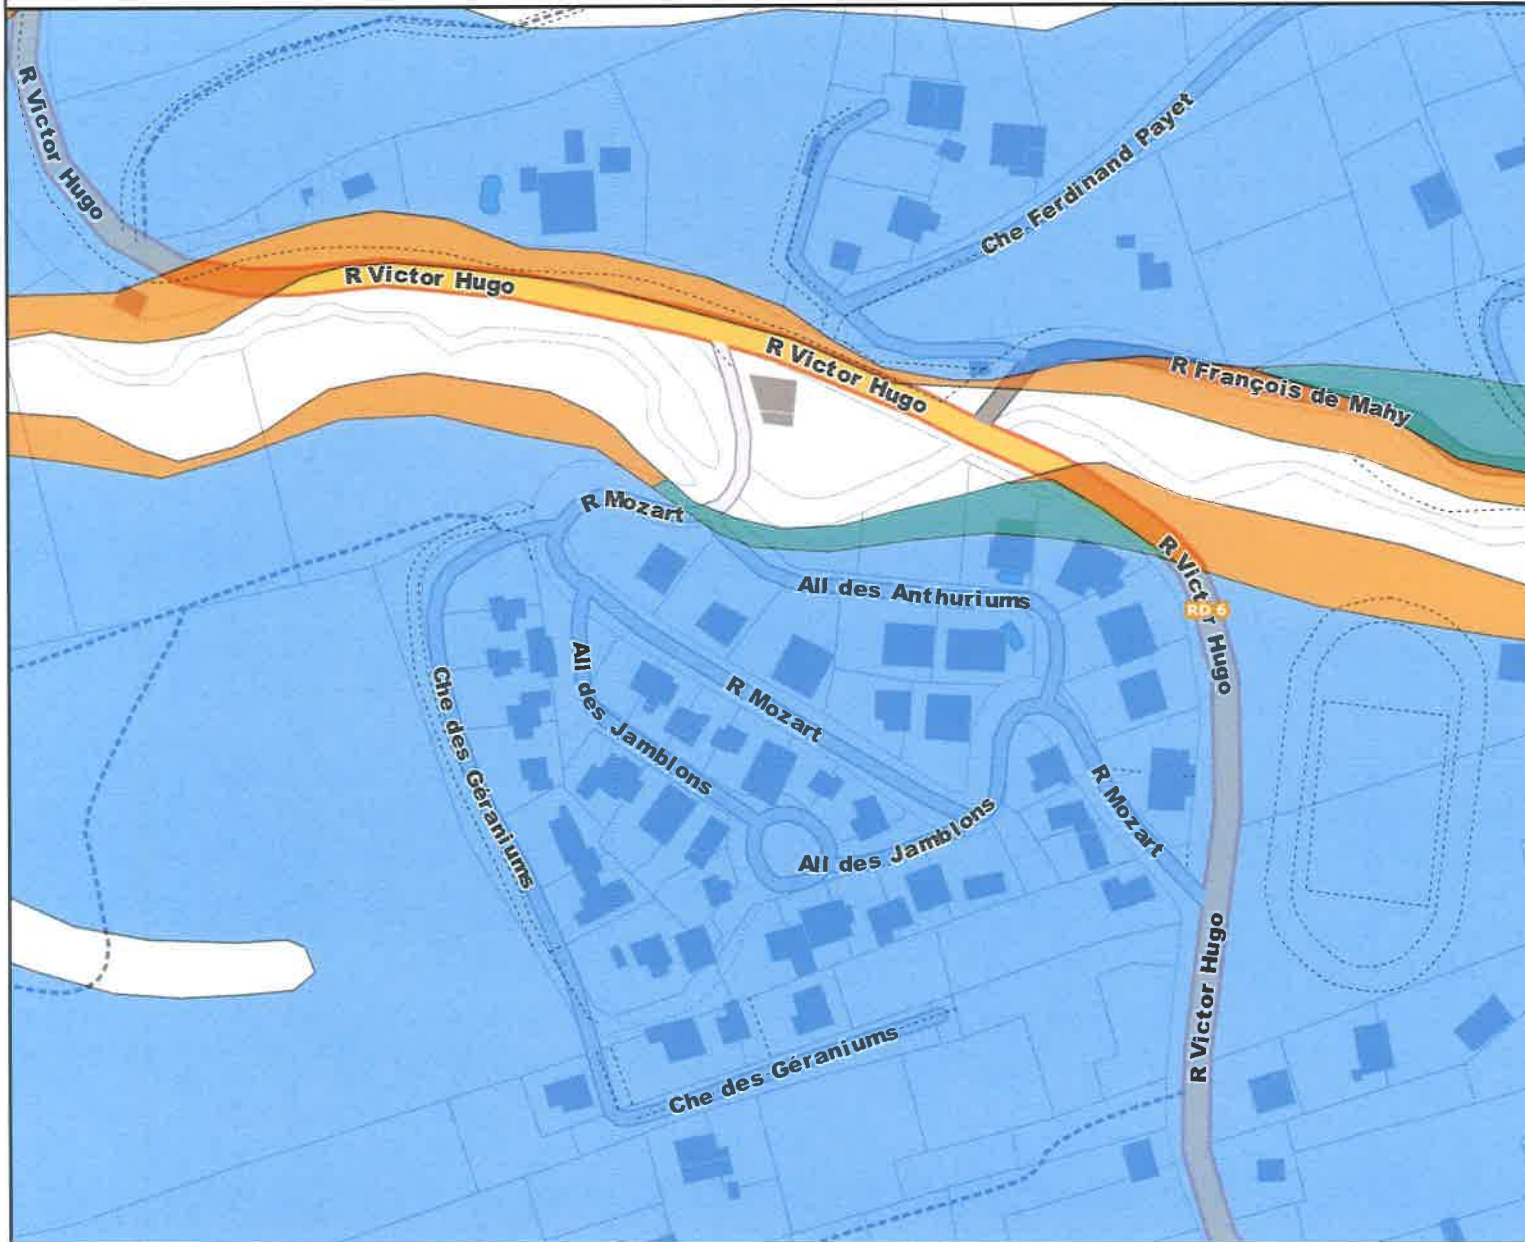 R Victor Hugo
Che Ferdinand Payet
R Victor Hugo
R Victor Hugo
R François de Mahy
R Mozart
All des Anthuriums
R Victor Hugo
RD 6
All des Jamblons
Che des Géraniums
R Mozart
R Mozart
All des Jamblons
R Victor Hugo
Che des Géraniums